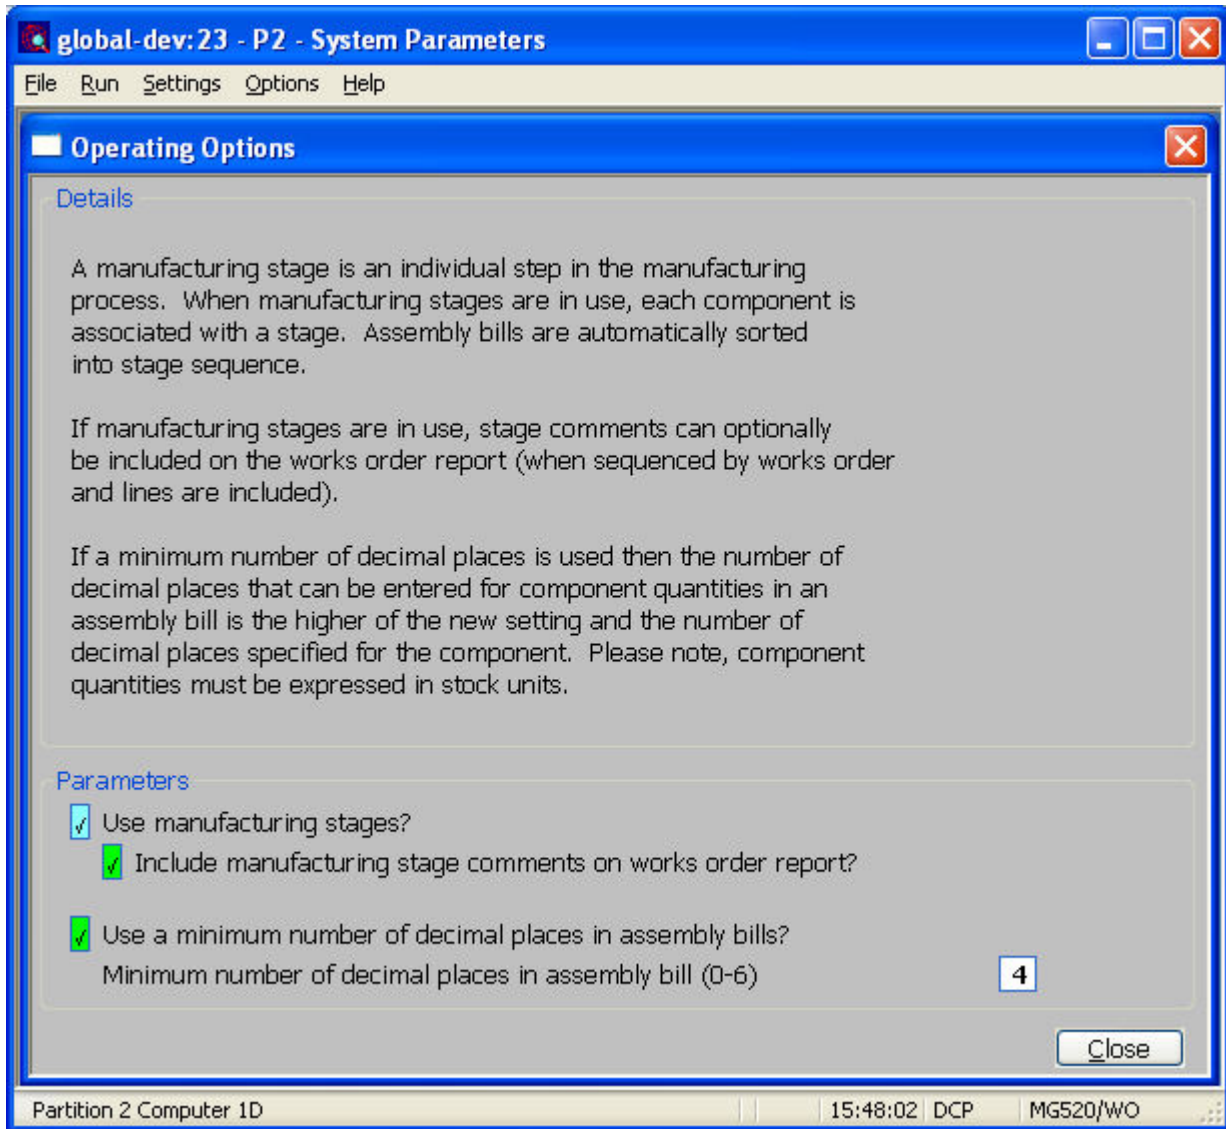 global-dev:23 - P2 - System Parameters
File Run Settings Options Help
Operating Options
Details
A manufacturing stage is an individual step in the manufacturing
process.  When manufacturing stages are in use, each component is
associated with a stage.  Assembly bills are automatically sorted
into stage sequence.
If manufacturing stages are in use, stage comments can optionally
be included on the works order report (when sequenced by works order
and lines are included).
If a minimum number of decimal places is used then the number of
decimal places that can be entered for component quantities in an
assembly bill is the higher of the new setting and the number of
decimal places specified for the component.  Please note, component
quantities must be expressed in stock units.
Parameters
Use manufacturing stages?
Include manufacturing stage comments on works order report?
Use a minimum number of decimal places in assembly bills?
Minimum number of decimal places in assembly bill (0-6) 4
Close
Partition 2 Computer 1D 15:48:02 DCP MG520/WO